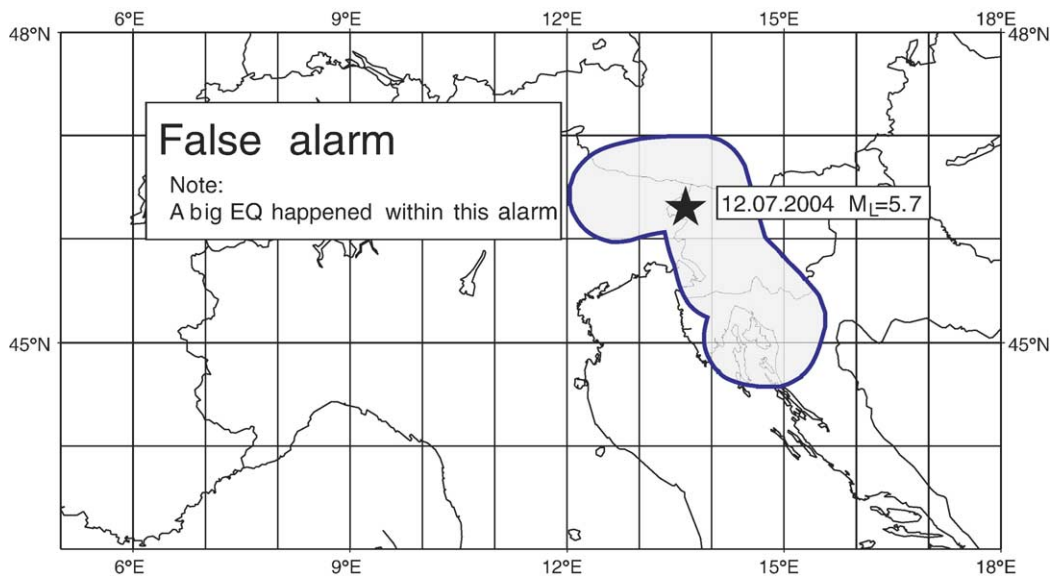 6°E 9°E 12°E 15°E 18°E
48°N 48°N
False alarm
Note:
A big EQ happened within this alarm
12.07.2004 ML=5.7
45°N 45°N
6°E 9°E 12°E 15°E 18°E